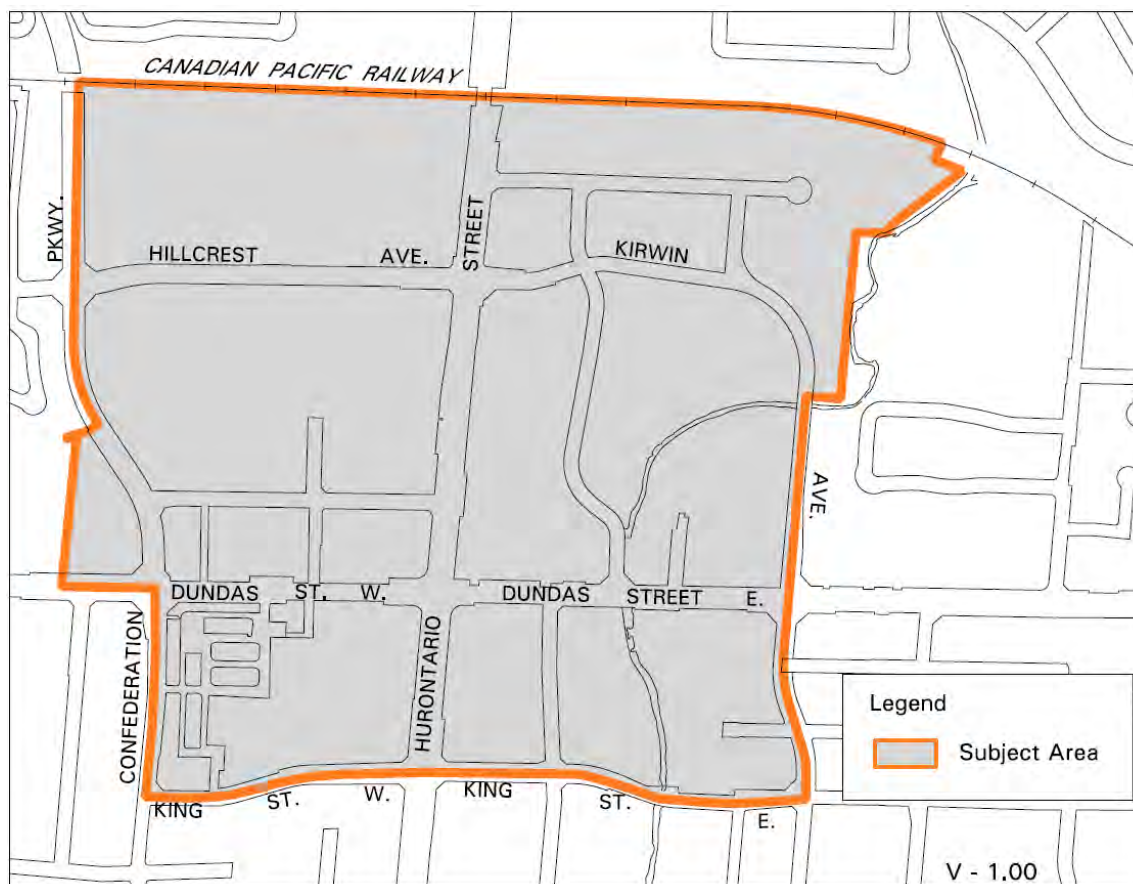 CANADIAN PACIFIC RAILWAY
PKWY.
HILLCREST AVE.
STREET
KIRWIN
AVE.
DUNDAS ST. W.
DUNDAS STREET E.
CONFEDERATION
HURONTARIO
KING ST. W.
KING ST. E.
Legend
Subject Area
V - 1.00